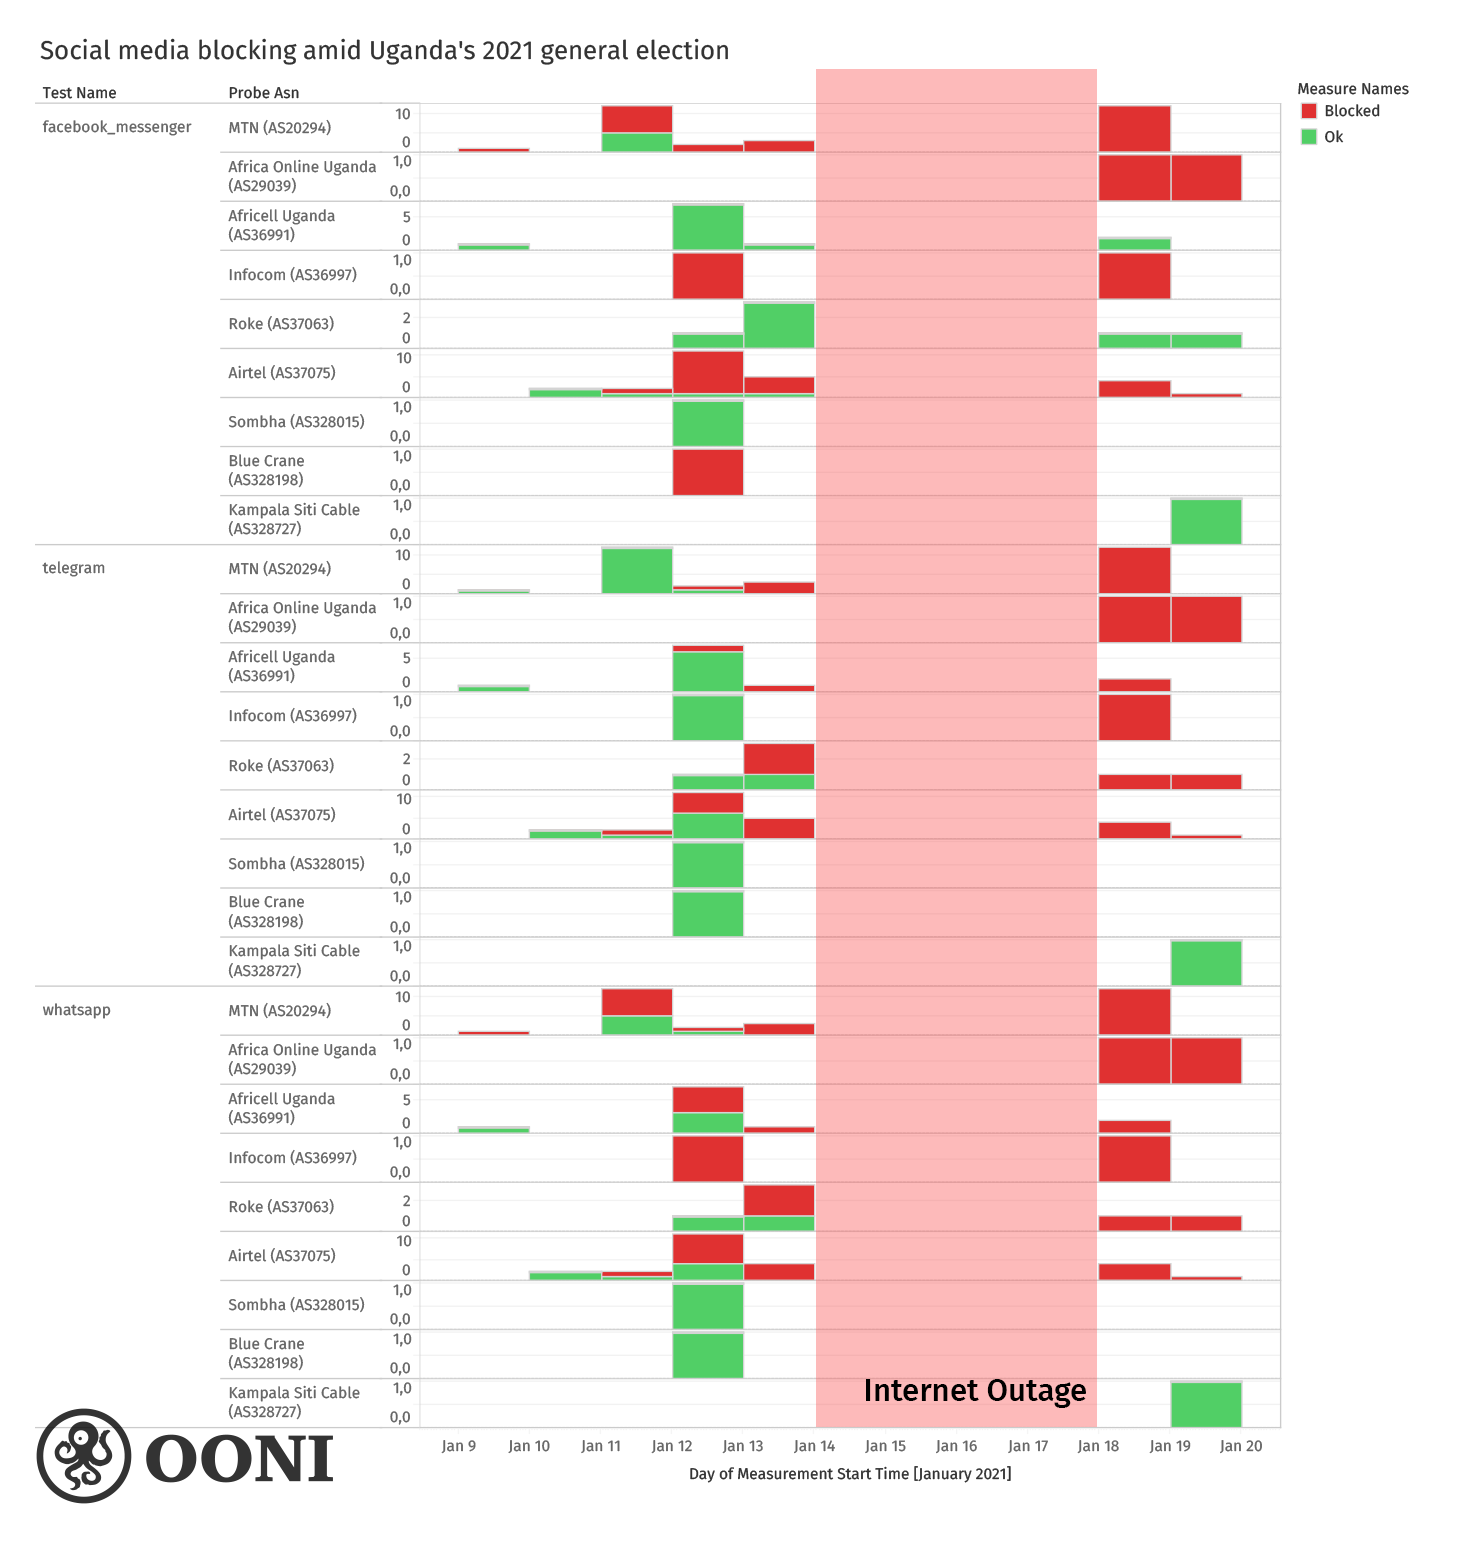 Social media blocking amid Uganda's 2021 general election
Test Name
Probe Asn
Measure Names
Blocked
Ok
facebook_messenger
MTN (AS20294)
10
0
Africa Online Uganda
(AS29039)
1,0
0,0
Africell Uganda
(AS36991)
5
0
Infocom (AS36997)
1,0
0,0
Roke (AS37063)
2
0
Airtel (AS37075)
10
0
Sombha (AS328015)
1,0
0,0
Blue Crane
(AS328198)
1,0
0,0
Kampala Siti Cable
(AS328727)
1,0
0,0
telegram
MTN (AS20294)
10
0
Africa Online Uganda
(AS29039)
1,0
0,0
Africell Uganda
(AS36991)
5
0
Infocom (AS36997)
1,0
0,0
Roke (AS37063)
2
0
Airtel (AS37075)
10
0
Sombha (AS328015)
1,0
0,0
Blue Crane
(AS328198)
1,0
0,0
Kampala Siti Cable
(AS328727)
1,0
0,0
whatsapp
MTN (AS20294)
10
0
Africa Online Uganda
(AS29039)
1,0
0,0
Africell Uganda
(AS36991)
5
0
Infocom (AS36997)
1,0
0,0
Roke (AS37063)
2
0
Airtel (AS37075)
10
0
Sombha (AS328015)
1,0
0,0
Blue Crane
(AS328198)
1,0
0,0
Kampala Siti Cable
(AS328727)
1,0
0,0
Internet Outage
Jan 9 Jan 10 Jan 11 Jan 12 Jan 13 Jan 14 Jan 15 Jan 16 Jan 17 Jan 18 Jan 19 Jan 20
Day of Measurement Start Time [January 2021]
OONI